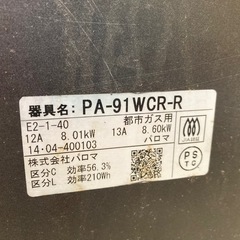 器具名: PA-91WCR-R
E2-1-40 都市ガス用
12A 8.01kW 13A 8.60kW
14・04-400103 パロマ
株式会社パロマ
区分C 効率56.3%
区分L 効率210Wh
PS
TG